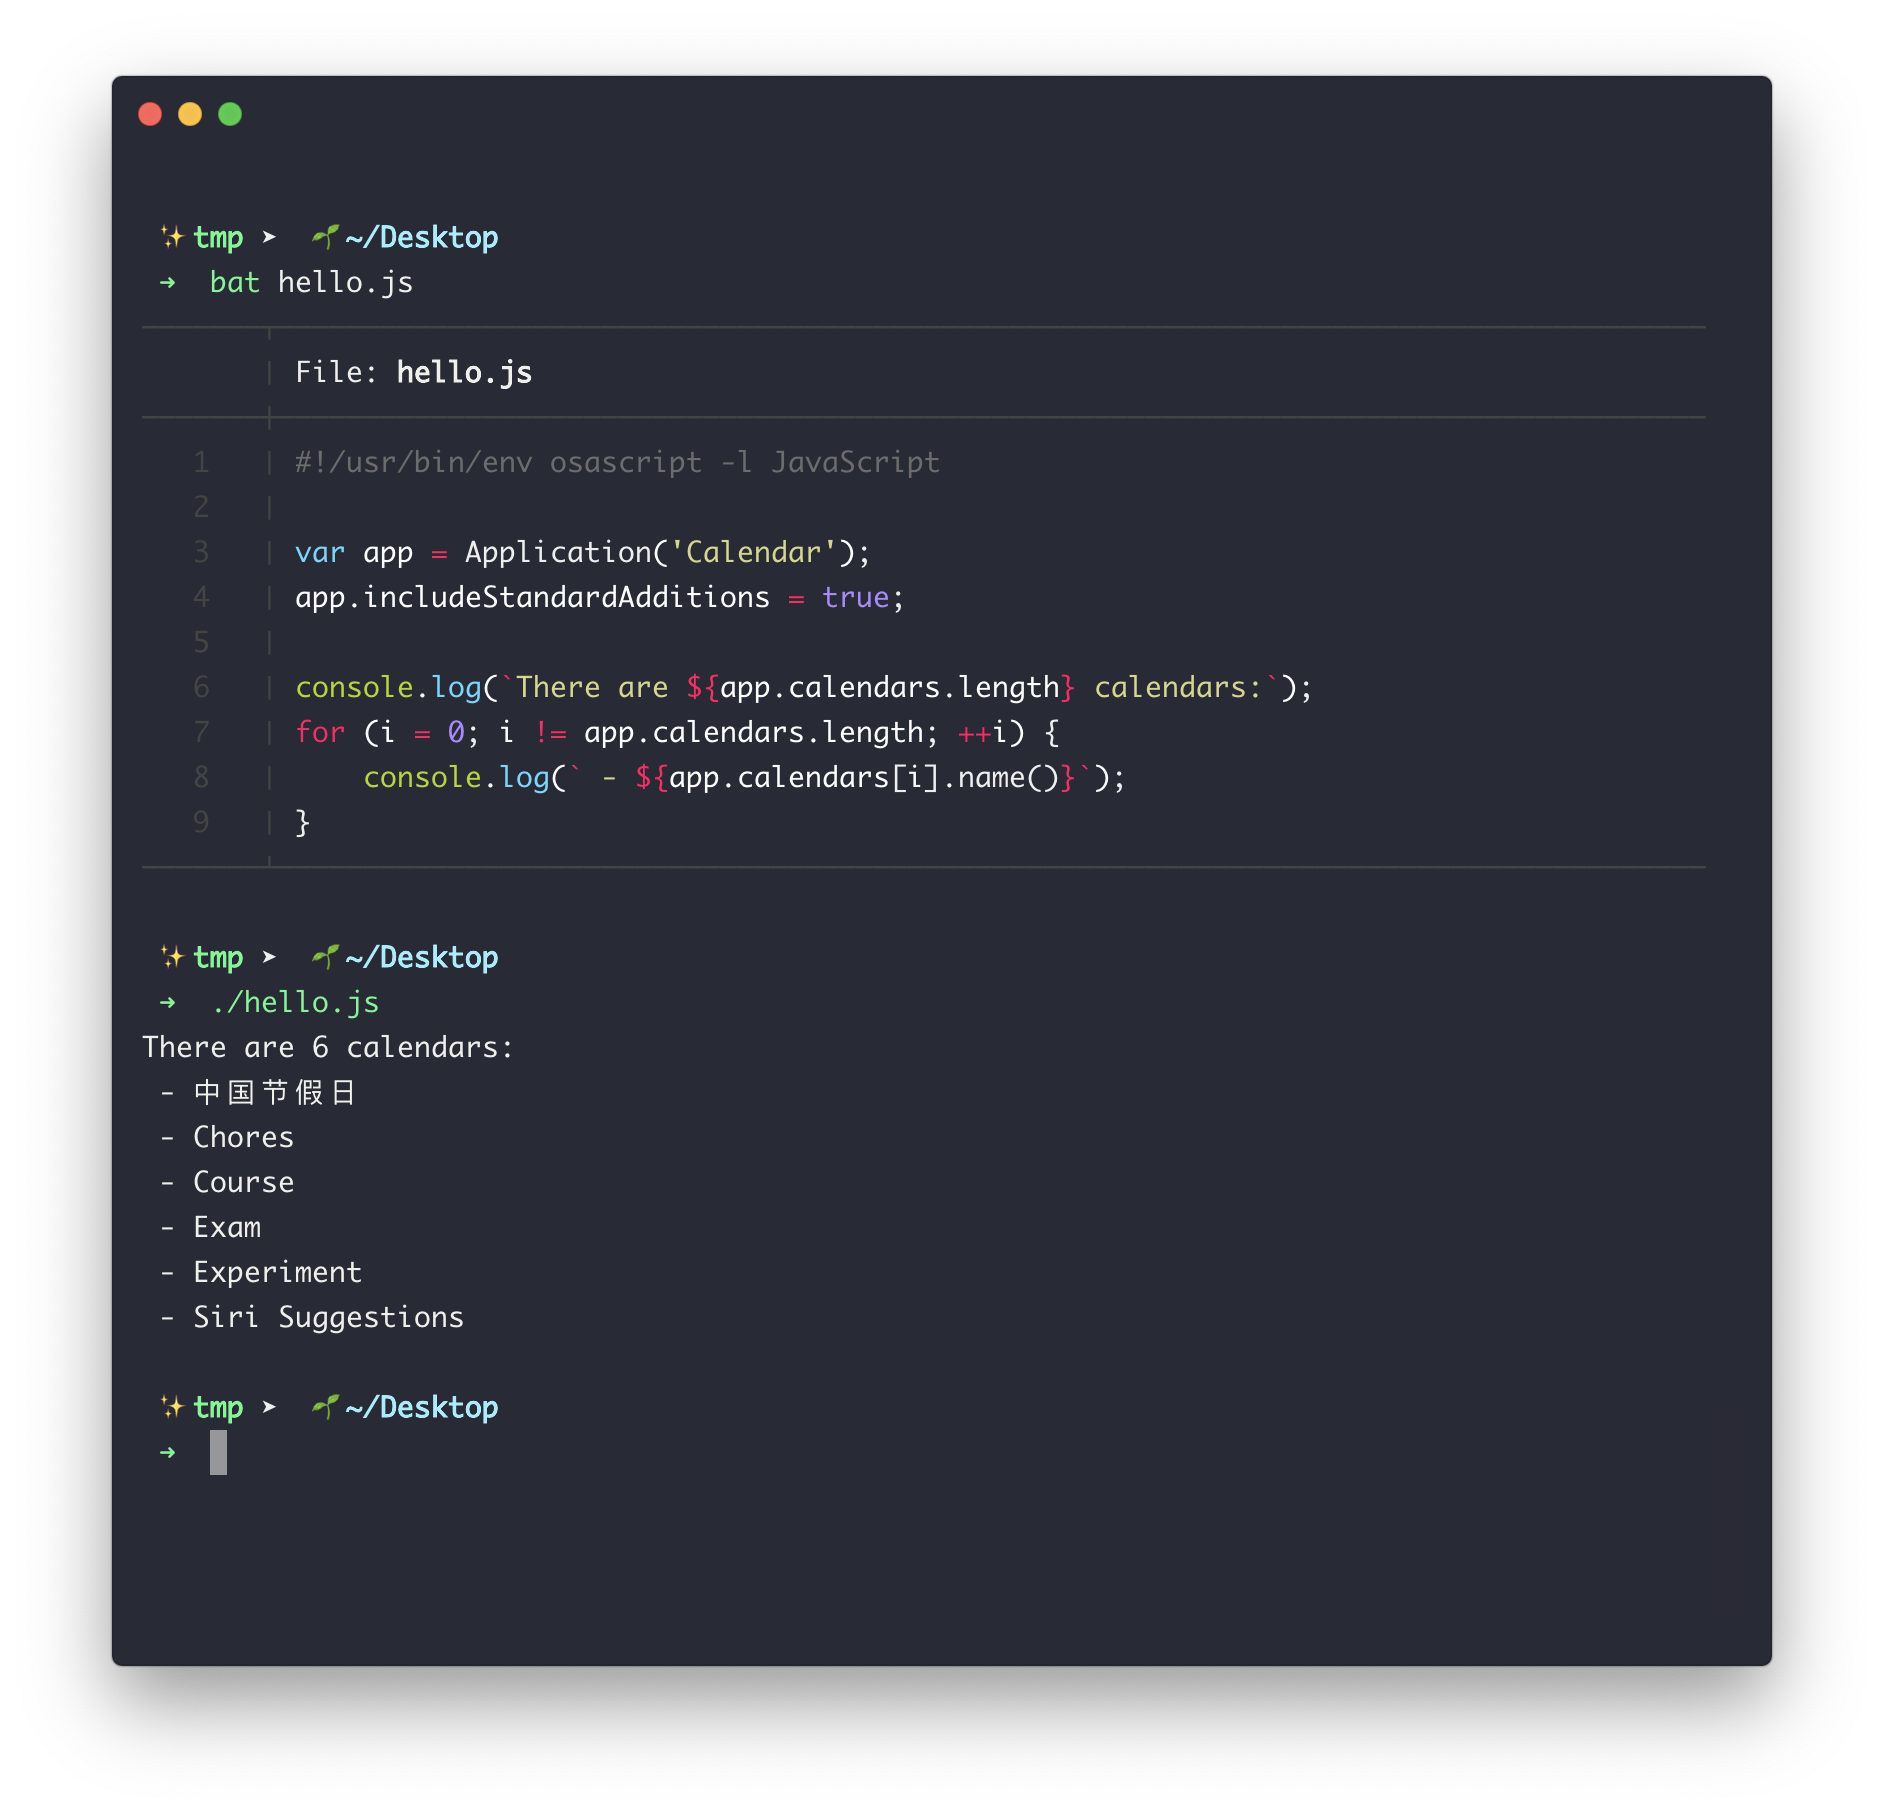 ✨tmp ➤ 🌱~/Desktop
➜ bat hello.js
File: hello.js
1 #!/usr/bin/env osascript -l JavaScript
2
3 var app = Application('Calendar');
4 app.includeStandardAdditions = true;
5
6 console.log(`There are ${app.calendars.length} calendars:`);
7 for (i = 0; i != app.calendars.length; ++i) {
8     console.log(` - ${app.calendars[i].name()}`);
9 }
✨tmp ➤ 🌱~/Desktop
➜ ./hello.js
There are 6 calendars:
 - 中国节假日
 - Chores
 - Course
 - Exam
 - Experiment
 - Siri Suggestions
✨tmp ➤ 🌱~/Desktop
➜